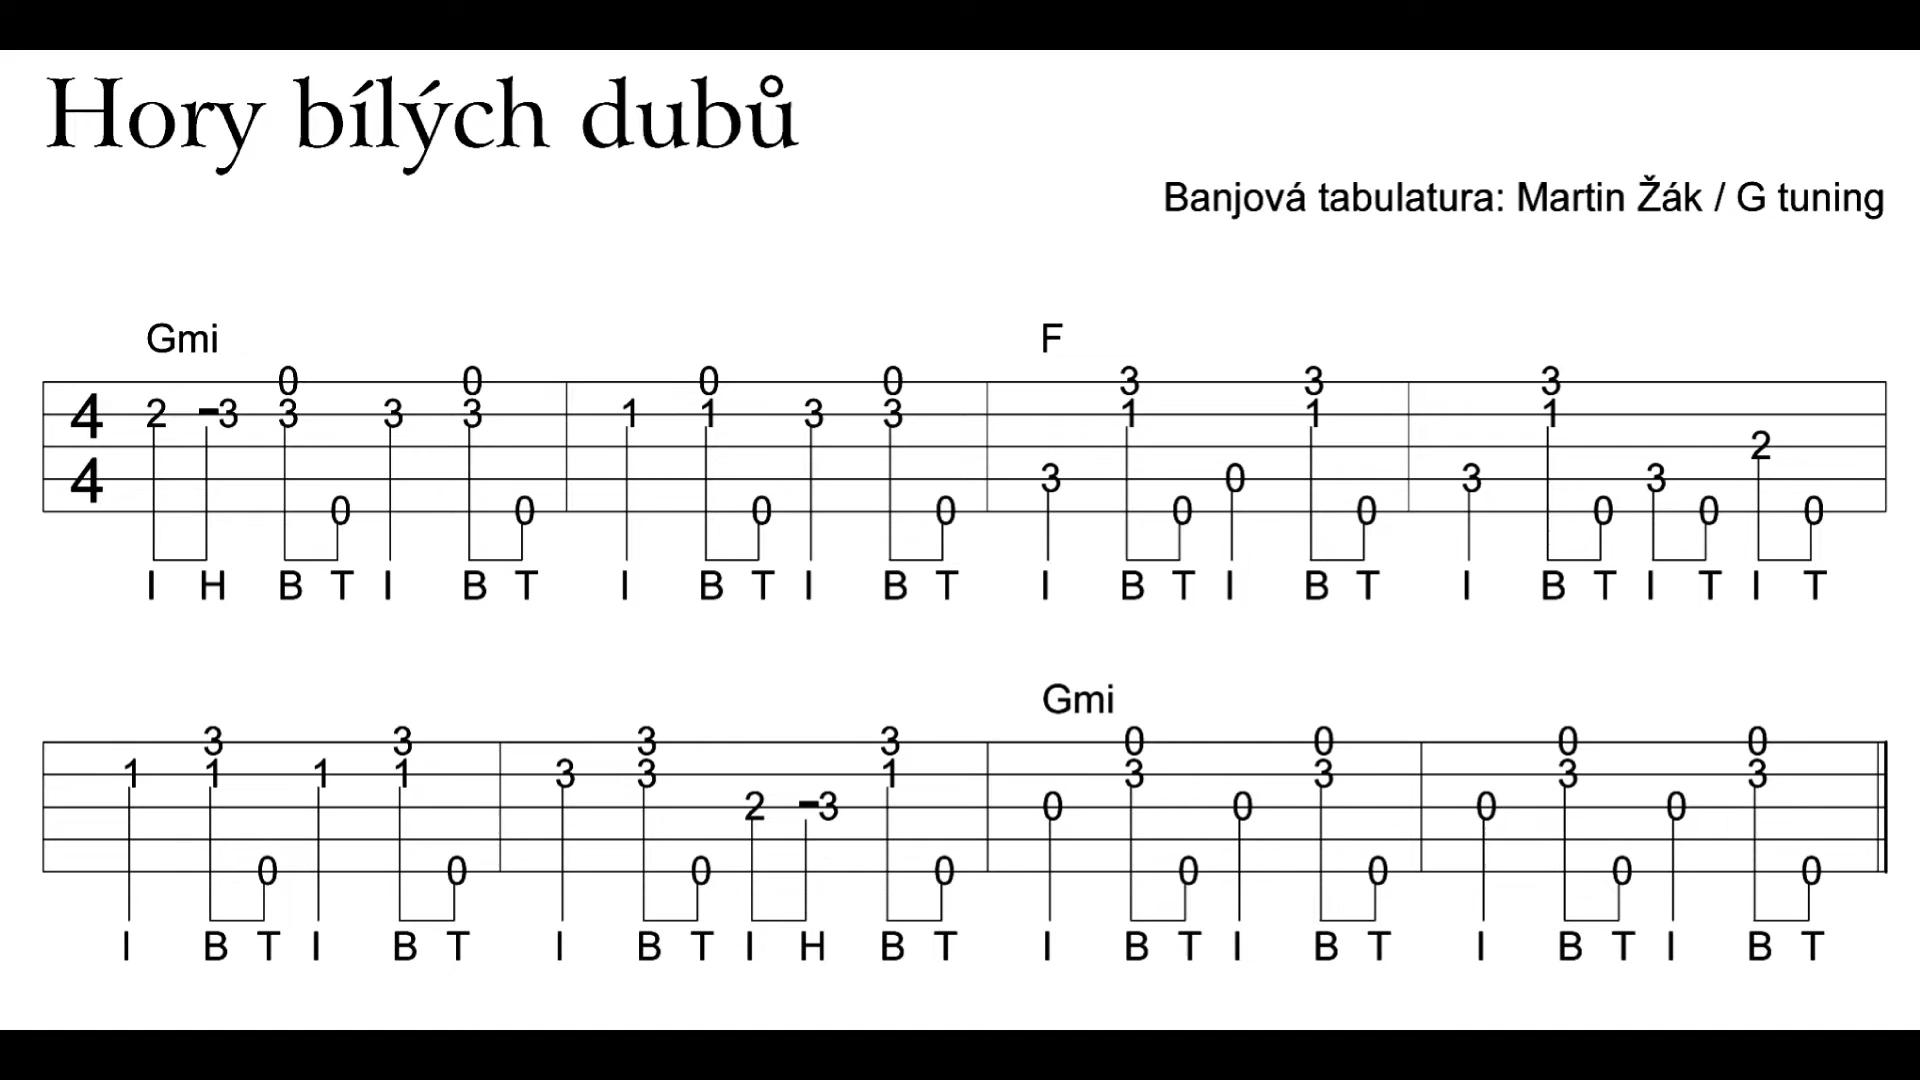 Hory bílých dubů
Banjová tabulatura: Martin Žák / G tuning
Gmi F
0 0 0 0 3 3 3
4 2 3 3 3 3 1 1 3 3 1 1 1
2
4 3 0 3 3
0 0 0 0 0 0 0 0 0
I H B T I B T I B T I B T I B T I B T I B T I T I T
Gmi
3 3 3 3 0 0 0 0
1 1 1 1 3 3 1 3 3 3 3
2 3 0 0 0 0
0 0 0 0 0 0 0 0
I B T I B T I B T I H B T I B T I B T I B T I B T